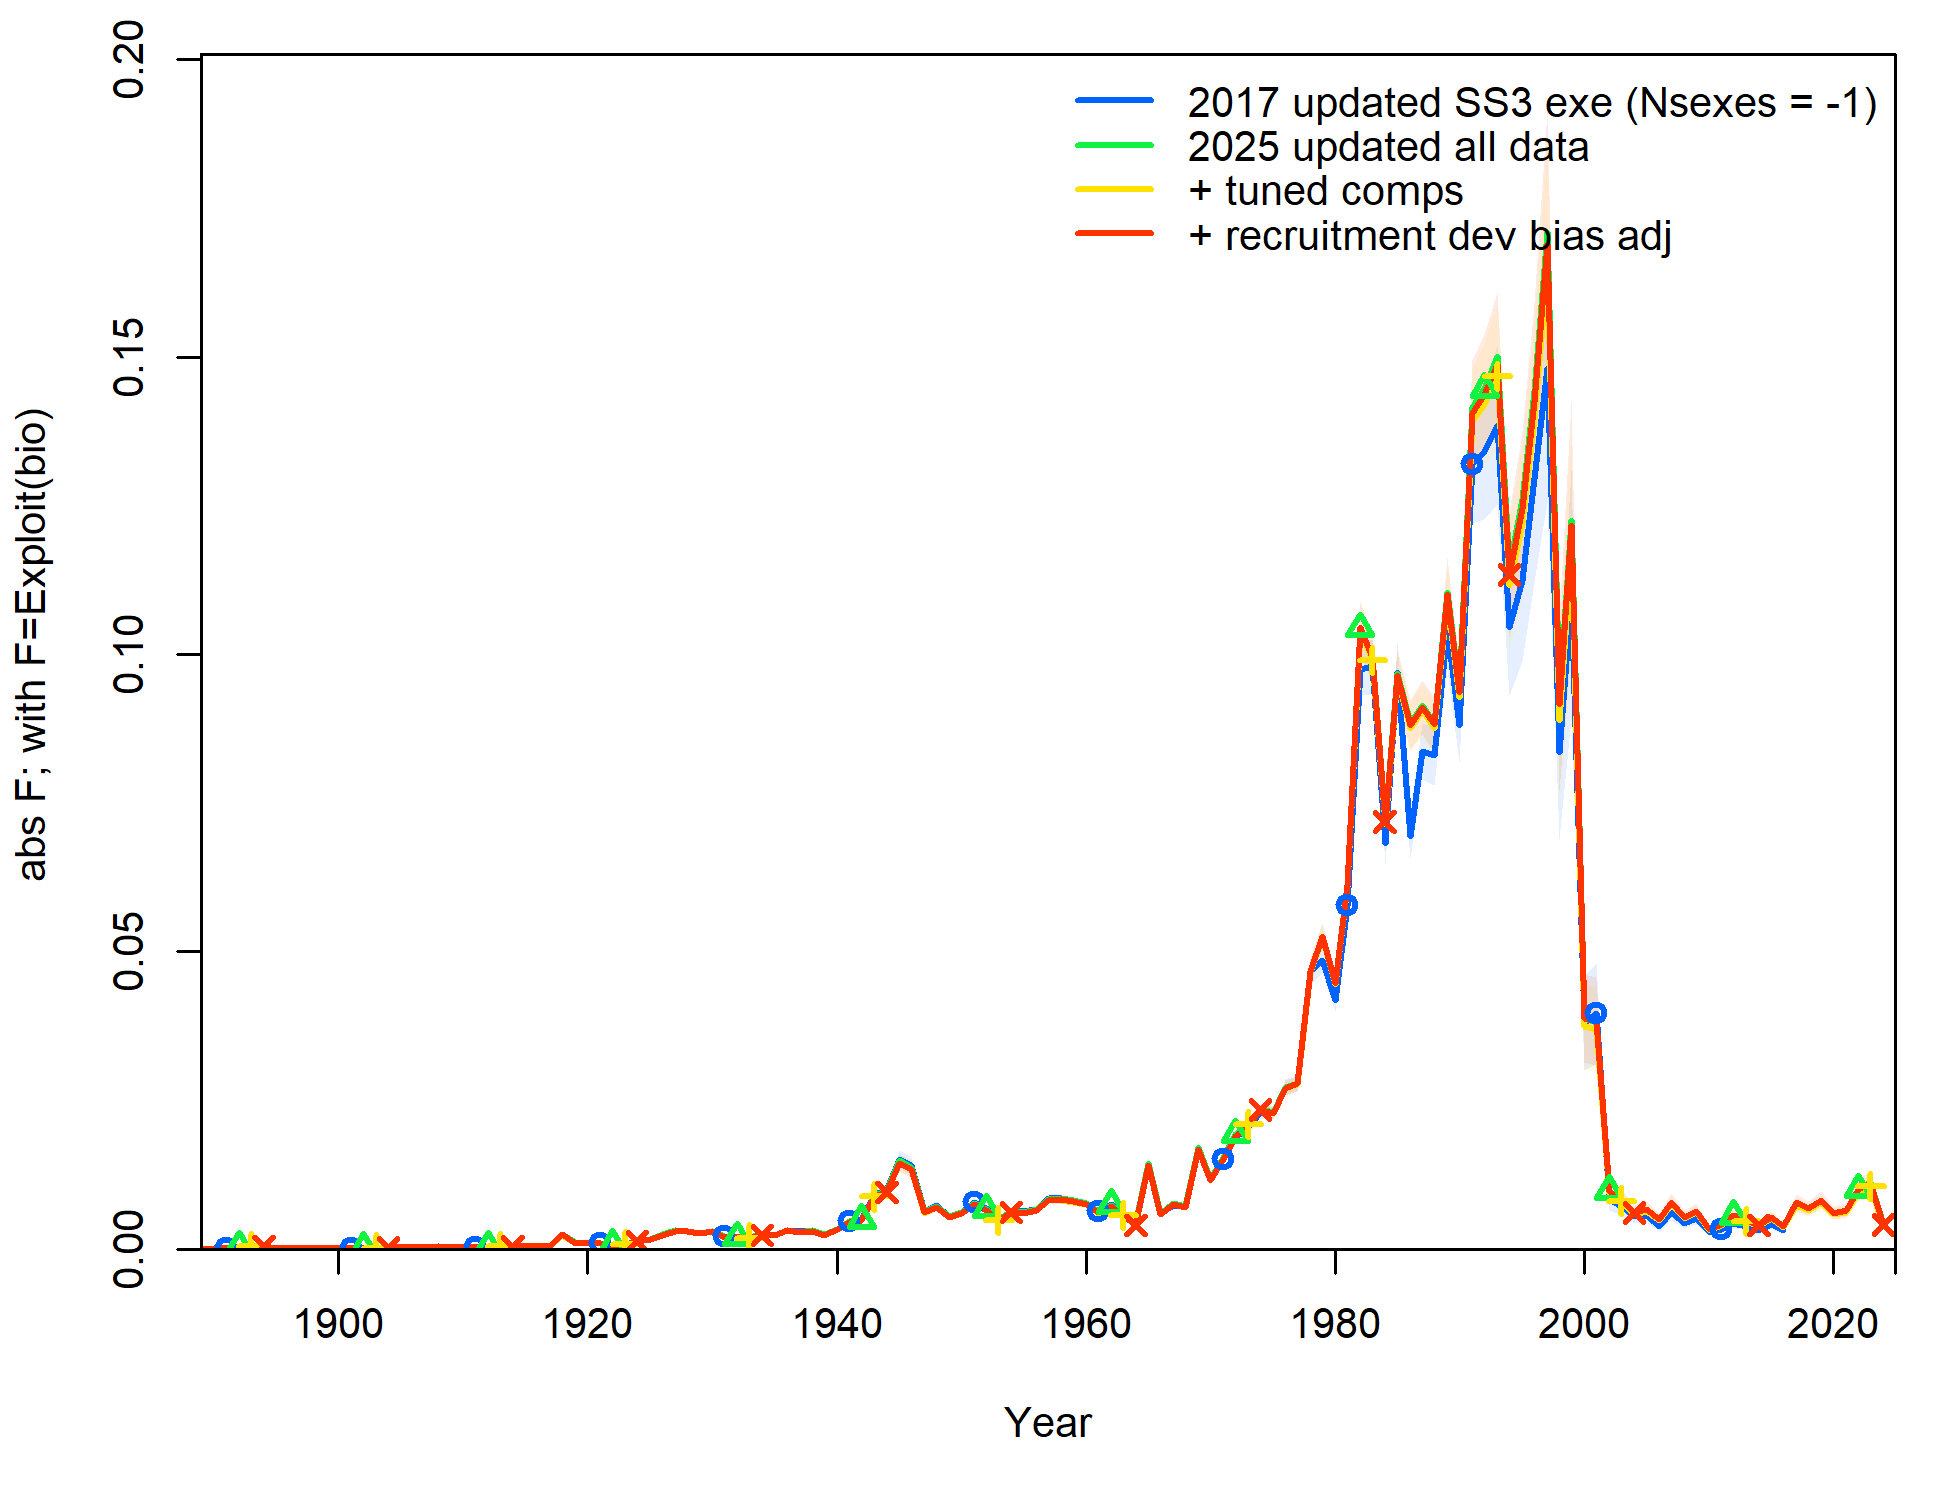 2017 updated SS3 exe (Nsexes = -1)
2025 updated all data
+ tuned comps
+ recruitment dev bias adj
abs F; with F=Exploit(bio)
0.20
0.15
0.10
0.05
0.00
1900 1920 1940 1960 1980 2000 2020
Year